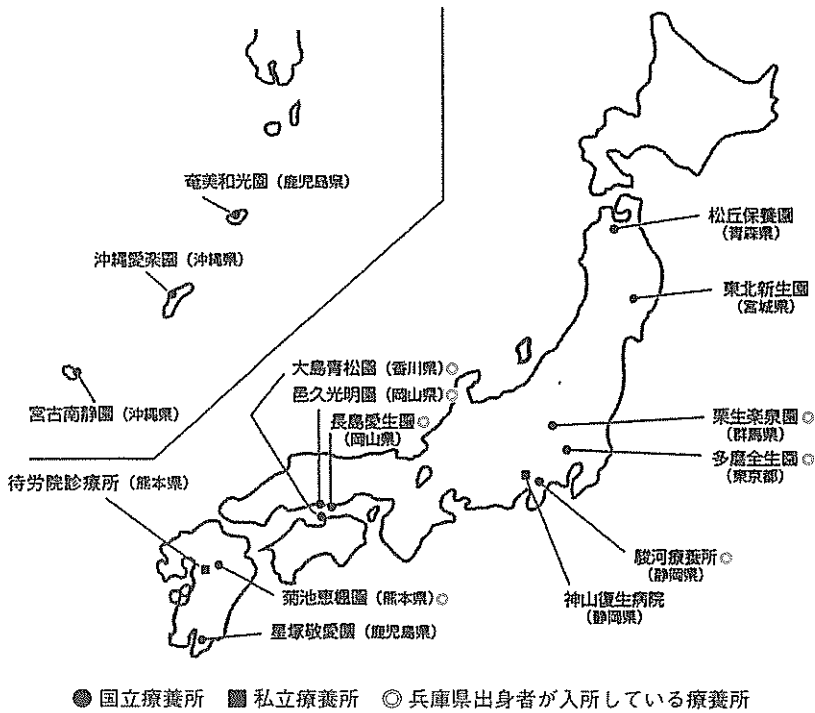 奄美和光園（鹿児島県）
沖縄愛楽園（沖縄県）
宮古南静園（沖縄県）
松丘保養園
（青森県）
東北新生園
（宮城県）
大島青松園（香川県）◎
邑久光明園（岡山県）◎
長島愛生園◎
（岡山県）
栗生楽泉園◎
（群馬県）
多磨全生園◎
（東京都）
待労院診療所（熊本県）
駿河療養所◎
（静岡県）
神山復生病院
（静岡県）
菊池恵楓園（熊本県）◎
星塚敬愛園（鹿児島県）
●国立療養所 ■私立療養所 ◎兵庫県出身者が入所している療養所